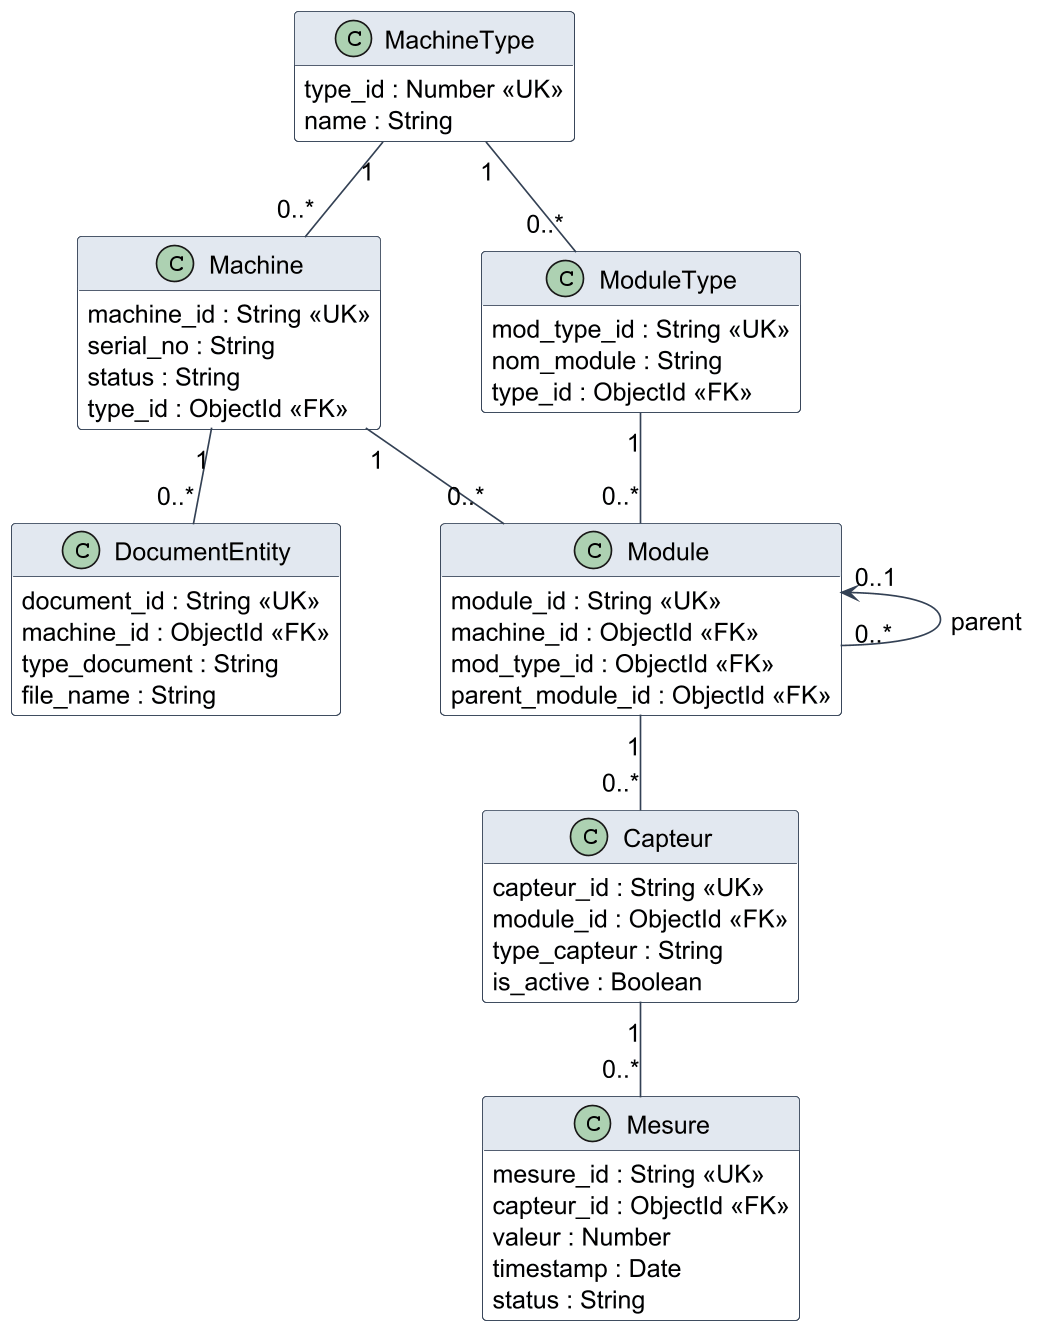 C MachineType
type_id : Number «UK»
name : String
1
1
0..*
0..*
C Machine
machine_id : String «UK»
serial_no : String
status : String
type_id : ObjectId «FK»
C ModuleType
mod_type_id : String «UK»
nom_module : String
type_id : ObjectId «FK»
1
1
1
0..*
0..*
0..*
C DocumentEntity
document_id : String «UK»
machine_id : ObjectId «FK»
type_document : String
file_name : String
C Module
module_id : String «UK»
machine_id : ObjectId «FK»
mod_type_id : ObjectId «FK»
parent_module_id : ObjectId «FK»
0..1
parent
0..*
1
0..*
C Capteur
capteur_id : String «UK»
module_id : ObjectId «FK»
type_capteur : String
is_active : Boolean
1
0..*
C Mesure
mesure_id : String «UK»
capteur_id : ObjectId «FK»
valeur : Number
timestamp : Date
status : String